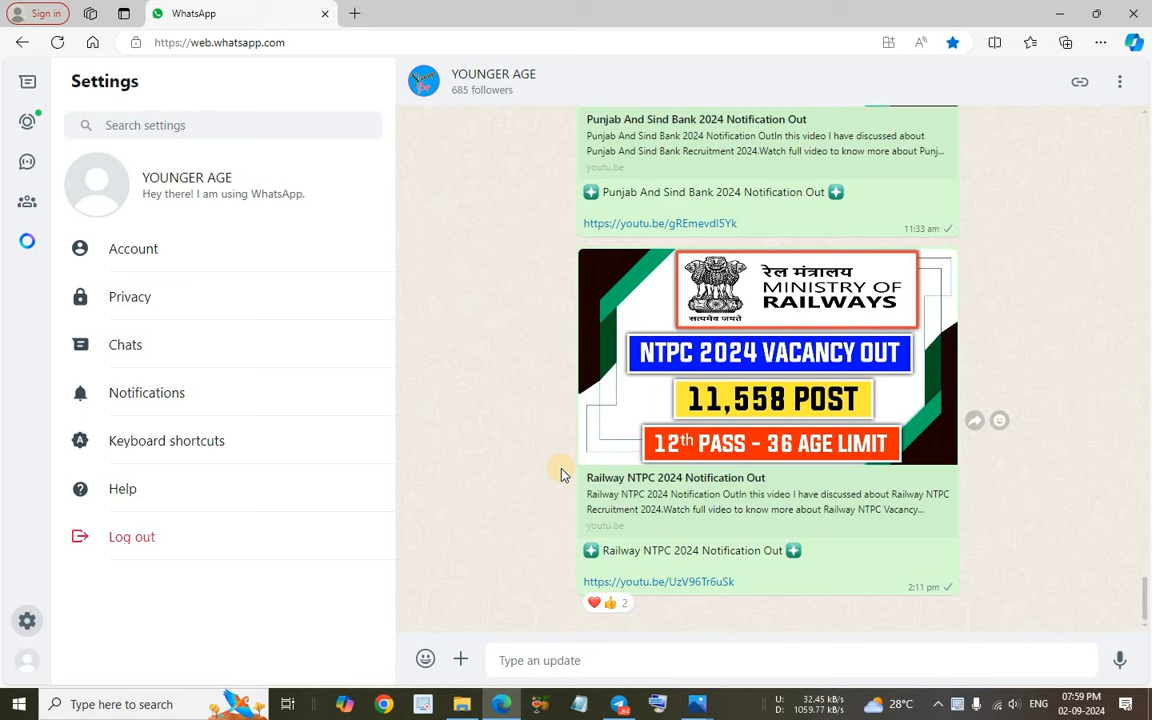 Sign in
WhatsApp
https://web.whatsapp.com
Settings
Search settings
YOUNGER AGE
Hey there! I am using WhatsApp.
Account
Privacy
Chats
Notifications
Keyboard shortcuts
Help
Log out
YOUNGER AGE
685 followers
Punjab And Sind Bank 2024 Notification Out
Punjab And Sind Bank 2024 Notification OutIn this video I have discussed about
Punjab And Sind Bank Recruitment 2024.Watch full video to know more about Punj...
youtu.be
Punjab And Sind Bank 2024 Notification Out
https://youtu.be/gREmevdI5Yk
11:33 am
रेल मंत्रालय
MINISTRY OF
RAILWAYS
सत्यमेव जयते
NTPC 2024 VACANCY OUT
11,558 POST
12th PASS - 36 AGE LIMIT
Railway NTPC 2024 Notification Out
Railway NTPC 2024 Notification OutIn this video I have discussed about Railway NTPC
Recruitment 2024.Watch full video to know more about Railway NTPC Vacancy...
youtu.be
Railway NTPC 2024 Notification Out
https://youtu.be/UzV96Tr6uSk
2:11 pm
2
Type an update
Type here to search
84
U: 32.45 kB/s
D: 1059.77 kB/s
28°C
ENG
07:59 PM
02-09-2024